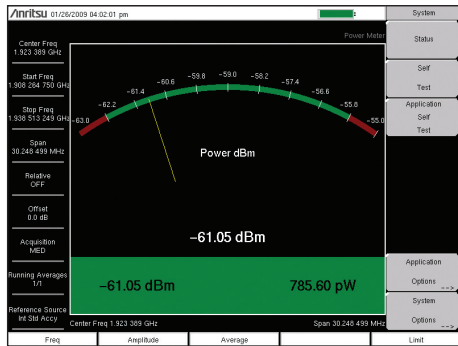 Anritsu 01/26/2009 04:02:01 pm
System
Power Meter
Center Freq
1.923 389 GHz
Start Freq
1.908 264 750 GHz
Stop Freq
1.938 513 249 GHz
Span
30.248 499 MHz
Relative
OFF
Offset
0.0 dB
Acquisition
MED
Running Averages
1/1
Reference Source
Int Std Accy
-63.0
-62.2
-61.4
-60.6
-59.8
-59.0
-58.2
-57.4
-56.6
-55.8
-55.0
Power dBm
-61.05 dBm
-61.05 dBm 785.60 pW
Center Freq 1.923 389 GHz Span 30.248 499 MHz
Status
Self
Test
Application
Self
Test
Application
Options -->
System
Options -->
Freq Amplitude Average Limit